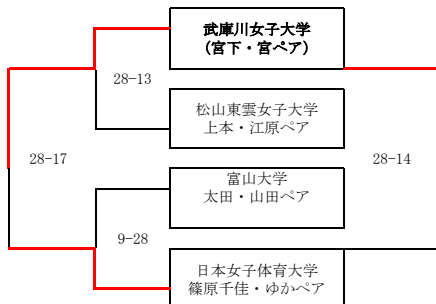 武庫川女子大学
(宮下・宮ペア)
28-13
松山東雲女子大学
上本・江原ペア
28-17
28-14
富山大学
太田・山田ペア
9-28
日本女子体育大学
篠原千佳・ゆかペア